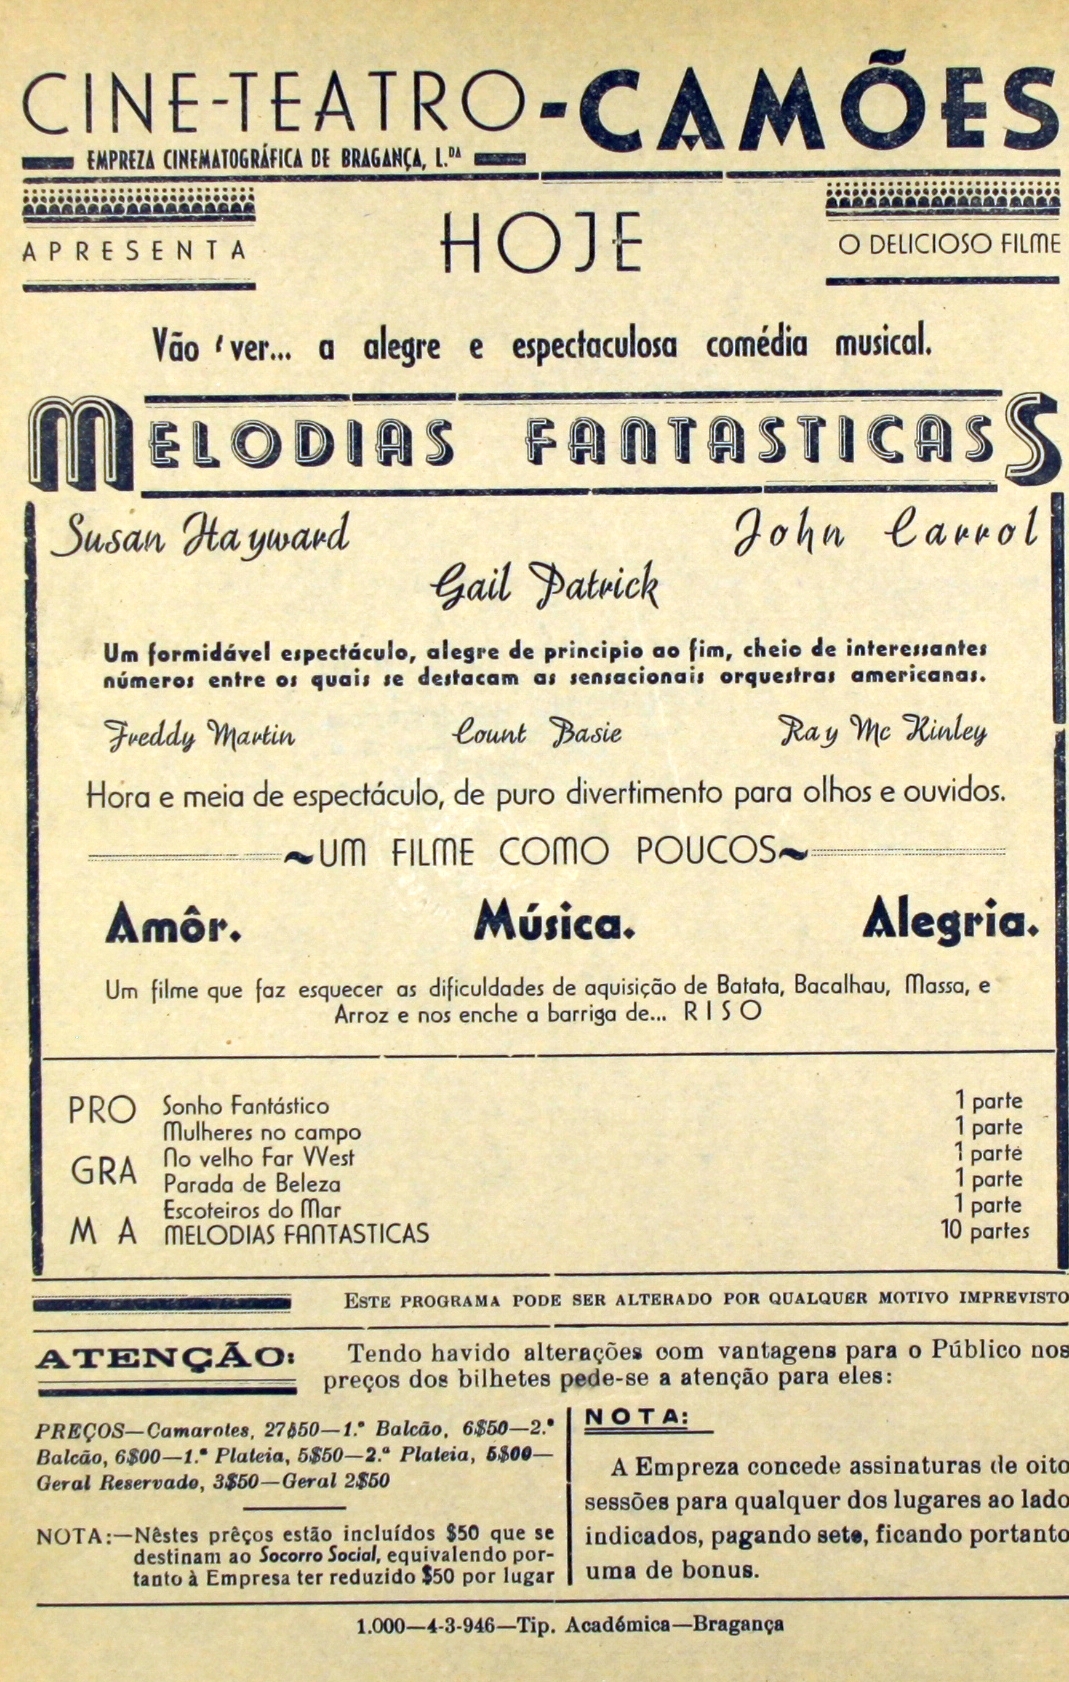 CINE-TEATRO-CAMÕES
EMPREZA CINEMATOGRÁFICA DE BRAGANÇA, L.DA
APRESENTA
HOJE
O DELICIOSO FILME
Vão ver... a alegre e espectaculosa comédia musical.
MELODIAS FANTASTICAS
Susan Hayward
John Carrol
Gail Patrick
Um formidável espectáculo, alegre de principio ao fim, cheio de interessantes
números entre os quais se destacam as sensacionais orquestras americanas.
Freddy Martin Count Basie Ray Mc Kinley
Hora e meia de espectáculo, de puro divertimento para olhos e ouvidos.
~UM FILME COMO POUCOS~
Amôr. Música. Alegria.
Um filme que faz esquecer as dificuldades de aquisição de Batata, Bacalhau, Massa, e
Arroz e nos enche a barriga de... RISO
PROGRAMA
Sonho Fantástico 1 parte
Mulheres no campo 1 parte
No velho Far West 1 parte
Parada de Beleza 1 parte
Escoteiros do Mar 1 parte
MELODIAS FANTASTICAS 10 partes
ESTE PROGRAMA PODE SER ALTERADO POR QUALQUER MOTIVO IMPREVISTO
ATENÇÃO:
Tendo havido alterações com vantagens para o Público nos
preços dos bilhetes pede-se a atenção para eles:
PREÇOS—Camarotes, 27$50—1.º Balcão, 6$50—2.º
Balcão, 6$00—1.ª Plateia, 5$50—2.ª Plateia, 5$00—
Geral Reservado, 3$50—Geral 2$50
NOTA:—Nêstes prêços estão incluídos $50 que se
destinam ao Socorro Social, equivalendo por-
tanto à Empresa ter reduzido $50 por lugar
NOTA:
A Empreza concede assinaturas de oito
sessões para qualquer dos lugares ao lado
indicados, pagando sete, ficando portanto
uma de bonus.
1.000—4-3-946—Tip. Académica—Bragança